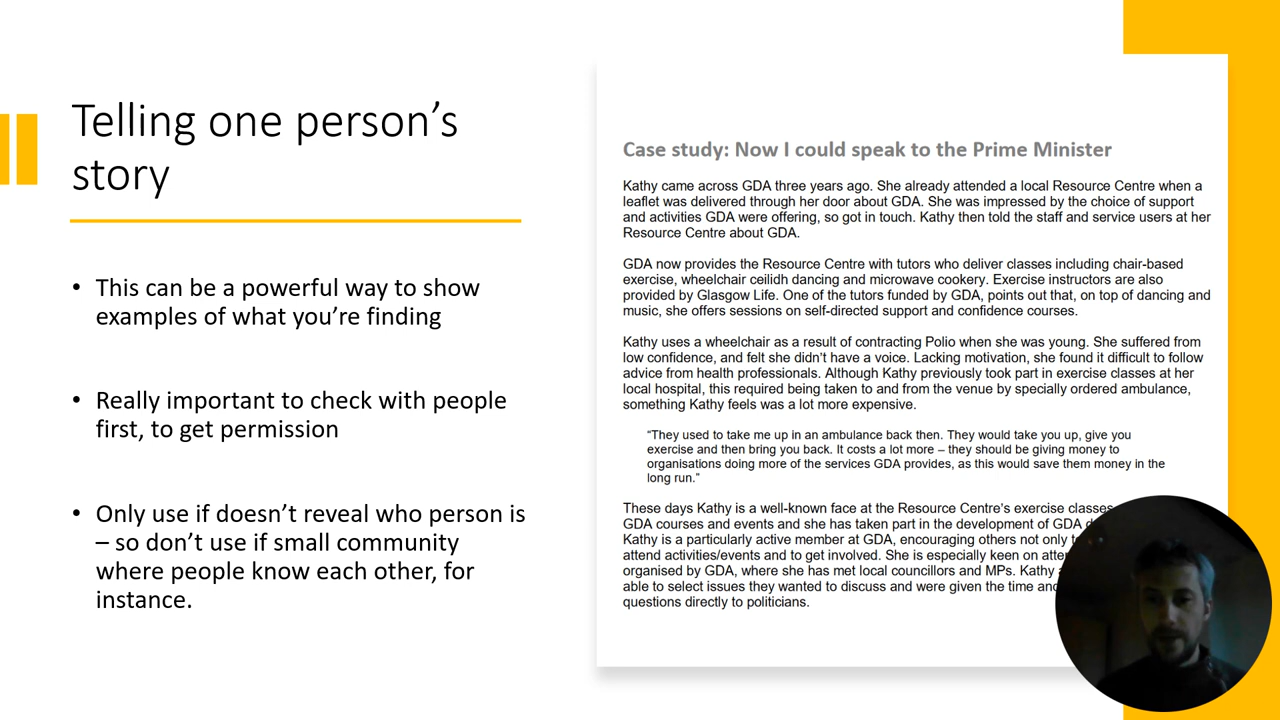 Telling one person’s
story
• This can be a powerful way to show
examples of what you’re finding
• Really important to check with people
first, to get permission
• Only use if doesn’t reveal who person is
– so don’t use if small community
where people know each other, for
instance.
Case study: Now I could speak to the Prime Minister
Kathy came across GDA three years ago. She already attended a local Resource Centre when a
leaflet was delivered through her door about GDA. She was impressed by the choice of support
and activities GDA were offering, so got in touch. Kathy then told the staff and service users at her
Resource Centre about GDA.
GDA now provides the Resource Centre with tutors who deliver classes including chair-based
exercise, wheelchair ceilidh dancing and microwave cookery. Exercise instructors are also
provided by Glasgow Life. One of the tutors funded by GDA, points out that, on top of dancing and
music, she offers sessions on self-directed support and confidence courses.
Kathy uses a wheelchair as a result of contracting Polio when she was young. She suffered from
low confidence, and felt she didn’t have a voice. Lacking motivation, she found it difficult to follow
advice from health professionals. Although Kathy previously took part in exercise classes at her
local hospital, this required being taken to and from the venue by specially ordered ambulance,
something Kathy feels was a lot more expensive.
“They used to take me up in an ambulance back then. They would take you up, give you
exercise and then bring you back. It costs a lot more – they should be giving money to
organisations doing more of the services GDA provides, as this would save them money in the
long run.”
These days Kathy is a well-known face at the Resource Centre’s exercise classes
GDA courses and events and she has taken part in the development of GDA
Kathy is a particularly active member at GDA, encouraging others not only
attend activities/events and to get involved. She is especially keen on
organised by GDA, where she has met local councillors and MPs. Kathy
able to select issues they wanted to discuss and were given the time
questions directly to politicians.